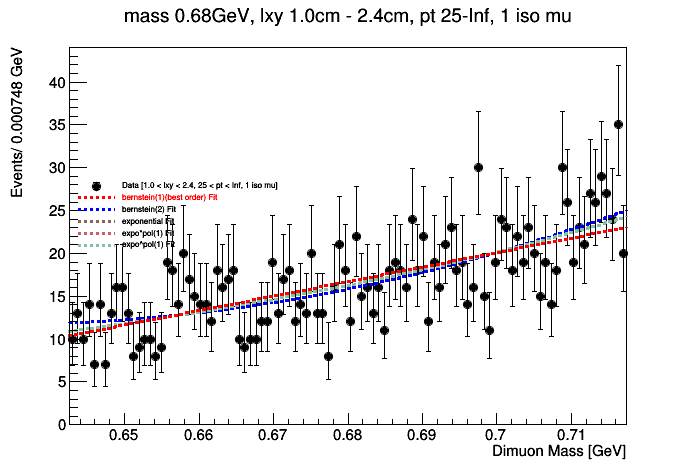 mass 0.68GeV, lxy 1.0cm - 2.4cm, pt 25-Inf, 1 iso mu
Events/ 0.000748 GeV
40
35
30
25
20
15
10
5
0
Data [1.0 < lxy < 2.4, 25 < pt < Inf, 1 iso mu]
bernstein(1)(best order) Fit
bernstein(2) Fit
exponential Fit
expo*pol(1) Fit
expo*pol(1) Fit
0.65 0.66 0.67 0.68 0.69 0.7 0.71
Dimuon Mass [GeV]